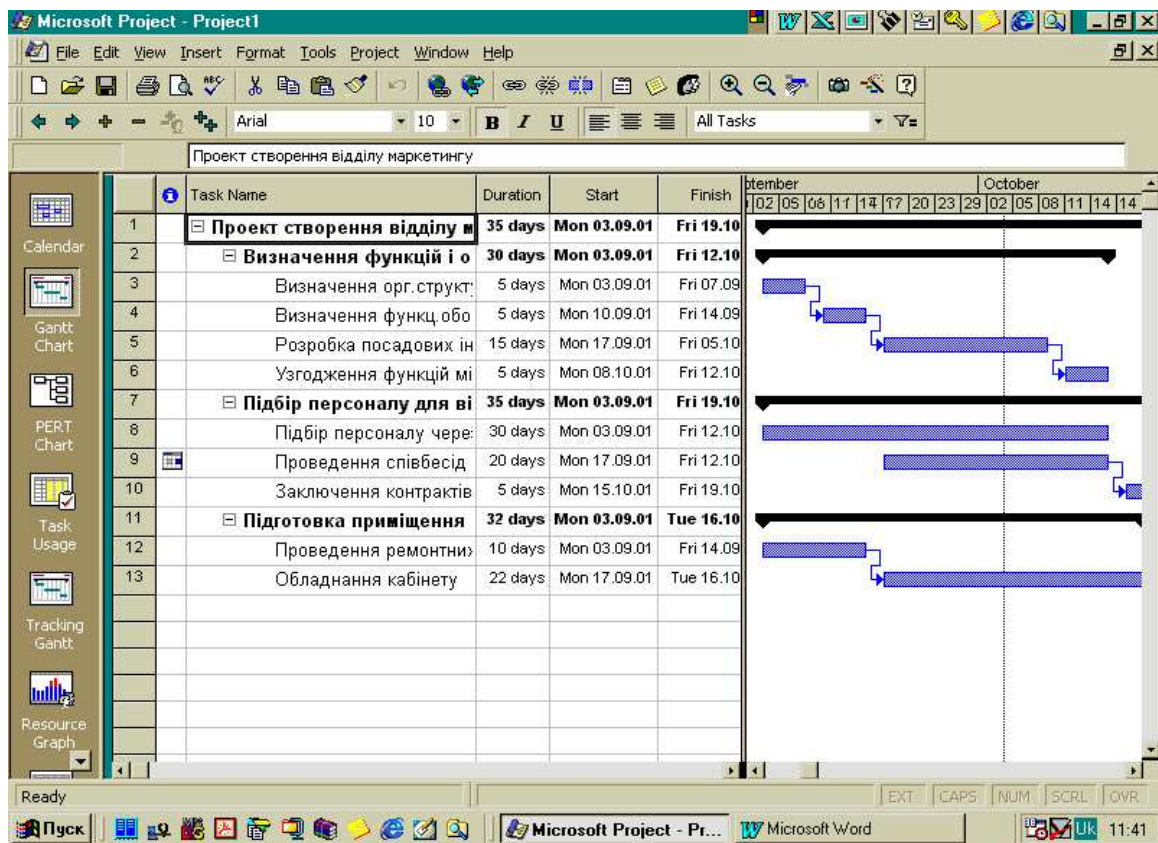 Microsoft Project - Project1
File Edit View Insert Format Tools Project Window Help
Arial 10 B I U All Tasks
Проект створення відділу маркетингу
Task Name Duration Start Finish
ptember October
02 05 08 11 14 17 20 23 29 02 05 08 11 14 14
1 Проект створення відділу м 35 days Mon 03.09.01 Fri 19.10
2 Визначення функцій і о 30 days Mon 03.09.01 Fri 12.10
3 Визначення орг.структ 5 days Mon 03.09.01 Fri 07.09
4 Визначення функц.обо 5 days Mon 10.09.01 Fri 14.09
5 Розробка посадових ін 15 days Mon 17.09.01 Fri 05.10
6 Узгодження функцій мі 5 days Mon 08.10.01 Fri 12.10
7 Підбір персоналу для ві 35 days Mon 03.09.01 Fri 19.10
8 Підбір персоналу чере 30 days Mon 03.09.01 Fri 12.10
9 Проведення співбесід 20 days Mon 17.09.01 Fri 12.10
10 Заключення контрактів 5 days Mon 15.10.01 Fri 19.10
11 Підготовка приміщення 32 days Mon 03.09.01 Tue 16.10
12 Проведення ремонтних 10 days Mon 03.09.01 Fri 14.09
13 Обладнання кабінету 22 days Mon 17.09.01 Tue 16.10
Calendar
Gantt
Chart
PERT
Chart
Task
Usage
Tracking
Gantt
Resource
Graph
Ready EXT CAPS NUM SCRL OVR
Пуск Microsoft Project - Pr... Microsoft Word Uk 11:41